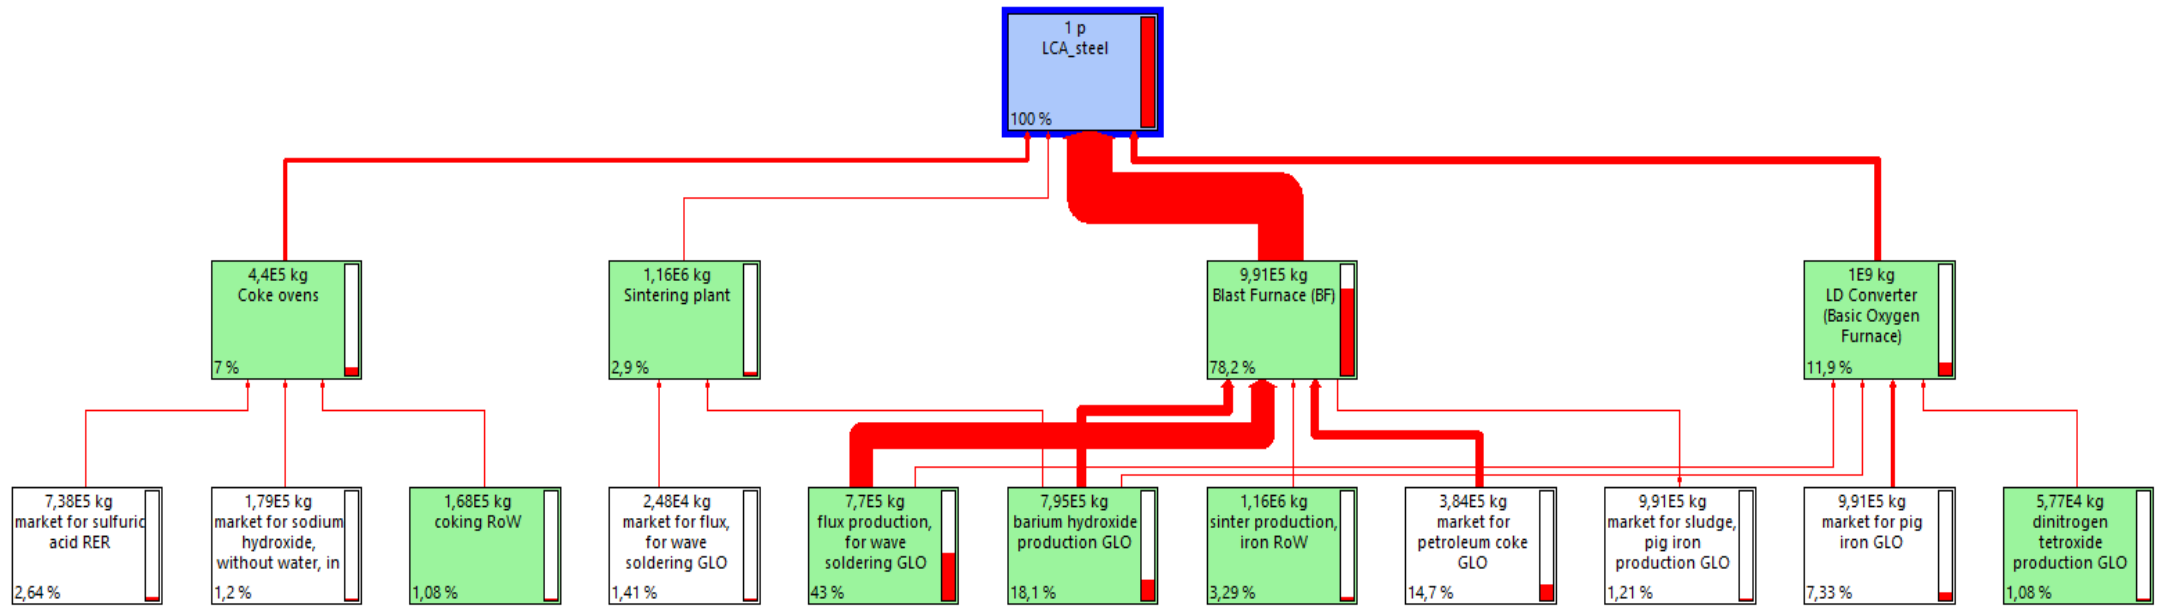 1 p
LCA_steel
100 %
4,4E5 kg
Coke ovens
7 %
1,16E6 kg
Sintering plant
2,9 %
9,91E5 kg
Blast Furnace (BF)
78,2 %
1E9 kg
LD Converter
(Basic Oxygen
Furnace)
11,9 %
7,38E5 kg
market for sulfuric
acid RER
2,64 %
1,79E5 kg
market for sodium
hydroxide,
without water, in
1,2 %
1,68E5 kg
coking RoW
1,08 %
2,48E4 kg
market for flux,
for wave
soldering GLO
1,41 %
7,7E5 kg
flux production,
for wave
soldering GLO
43 %
7,95E5 kg
barium hydroxide
production GLO
18,1 %
1,16E6 kg
sinter production,
iron RoW
3,29 %
3,84E5 kg
market for
petroleum coke
GLO
14,7 %
9,91E5 kg
market for sludge,
pig iron
production GLO
1,21 %
9,91E5 kg
market for pig
iron GLO
7,33 %
5,77E4 kg
dinitrogen
tetroxide
production GLO
1,08 %